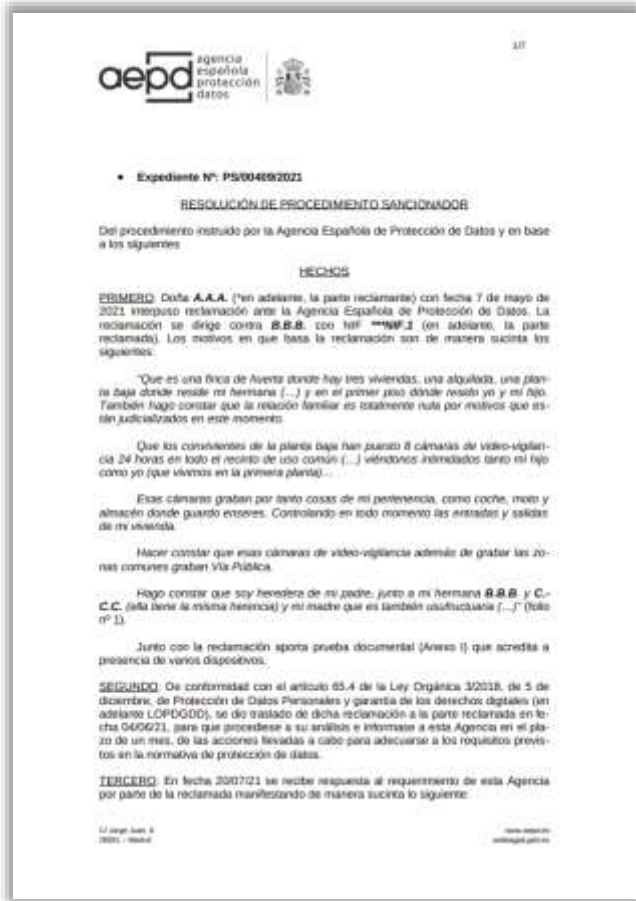 1/7
aepd
agencia
española
protección
datos
• Expediente Nº: PS/00409/2021
RESOLUCIÓN DE PROCEDIMIENTO SANCIONADOR
Del procedimiento instruido por la Agencia Española de Protección de Datos y en base
a los siguientes
HECHOS
PRIMERO: Doña A.A.A. (*en adelante, la parte reclamante) con fecha 7 de mayo de
2021 interpuso reclamación ante la Agencia Española de Protección de Datos. La
reclamación se dirige contra B.B.B. con NIF ***NIF.1 (en adelante, la parte
reclamada). Los motivos en que basa la reclamación son de manera sucinta los
siguientes:
“Que es una finca de huerta donde hay tres viviendas, una alquilada, una plan-
ta baja donde reside mi hermana (…) y en el primer piso dónde resido yo y mi hijo.
También hago constar que la relación familiar es totalmente nula por motivos que es-
tán judicializados en este momento.
Que los convivientes de la planta baja han puesto 8 cámaras de video-vigilan-
cia 24 horas en todo el recinto de uso común (…) viéndonos intimidados tanto mi hijo
como yo (que vivimos en la primera planta)…
Esas cámaras graban por tanto cosas de mi pertenencia, como coche, moto y
almacén donde guardo enseres. Controlando en todo momento las entradas y salidas
de mi vivienda.
Hacer constar que esas cámaras de video-vigilancia además de grabar las zo-
nas comunes graban Vía Pública.
Hago constar que soy heredera de mi padre, junto a mi hermana B.B.B. y C.-
C.C. (ella tiene la misma herencia) y mi madre que es también usufructuaria (…)” (folio
nº 1).
Junto con la reclamación aporta prueba documental (Anexo I) que acredita a
presencia de varios dispositivos.
SEGUNDO: De conformidad con el artículo 65.4 de la Ley Orgánica 3/2018, de 5 de
diciembre, de Protección de Datos Personales y garantía de los derechos digitales (en
adelante LOPDGDD), se dio traslado de dicha reclamación a la parte reclamada en fe-
cha 04/06/21, para que procediese a su análisis e informase a esta Agencia en el pla-
zo de un mes, de las acciones llevadas a cabo para adecuarse a los requisitos previs-
tos en la normativa de protección de datos.
TERCERO: En fecha 20/07/21 se recibe respuesta al requerimiento de esta Agencia
por parte de la reclamada manifestando de manera sucinta lo siguiente:
C/ Jorge Juan, 6
28001 – Madrid
www.aepd.es